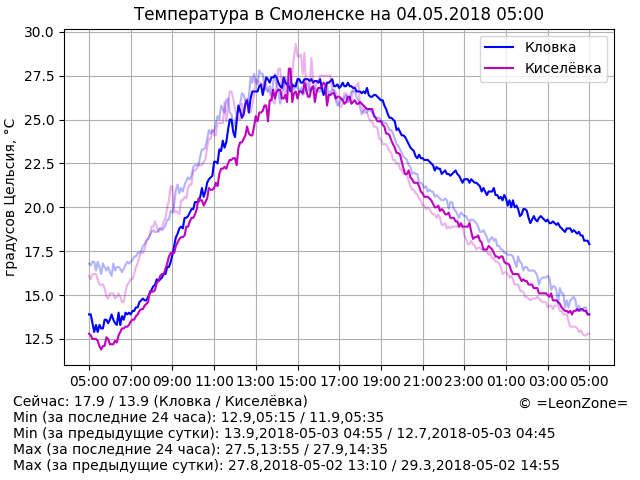 Температура в Смоленске на 04.05.2018 05:00
30.0
27.5
25.0
22.5
20.0
17.5
15.0
12.5
градусов Цельсия, °C
Кловка
Киселёвка
05:00 07:00 09:00 11:00 13:00 15:00 17:00 19:00 21:00 23:00 01:00 03:00 05:00
Сейчас: 17.9 / 13.9 (Кловка / Киселёвка)
© =LeonZone=
Min (за последние 24 часа): 12.9,05:15 / 11.9,05:35
Min (за предыдущие сутки): 13.9,2018-05-03 04:55 / 12.7,2018-05-03 04:45
Max (за последние 24 часа): 27.5,13:55 / 27.9,14:35
Max (за предыдущие сутки): 27.8,2018-05-02 13:10 / 29.3,2018-05-02 14:55